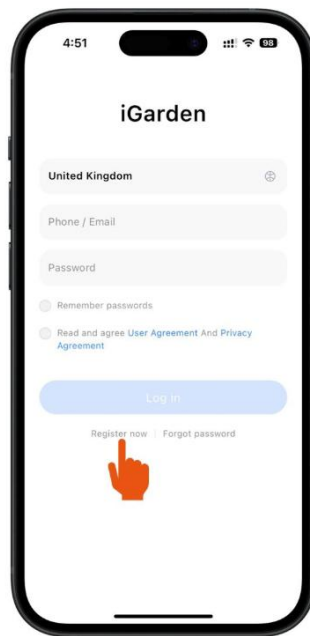 4:51 98
iGarden
United Kingdom
Phone / Email
Password
Remember passwords
Read and agree User Agreement And Privacy
Agreement
Log in
Register now | Forgot password